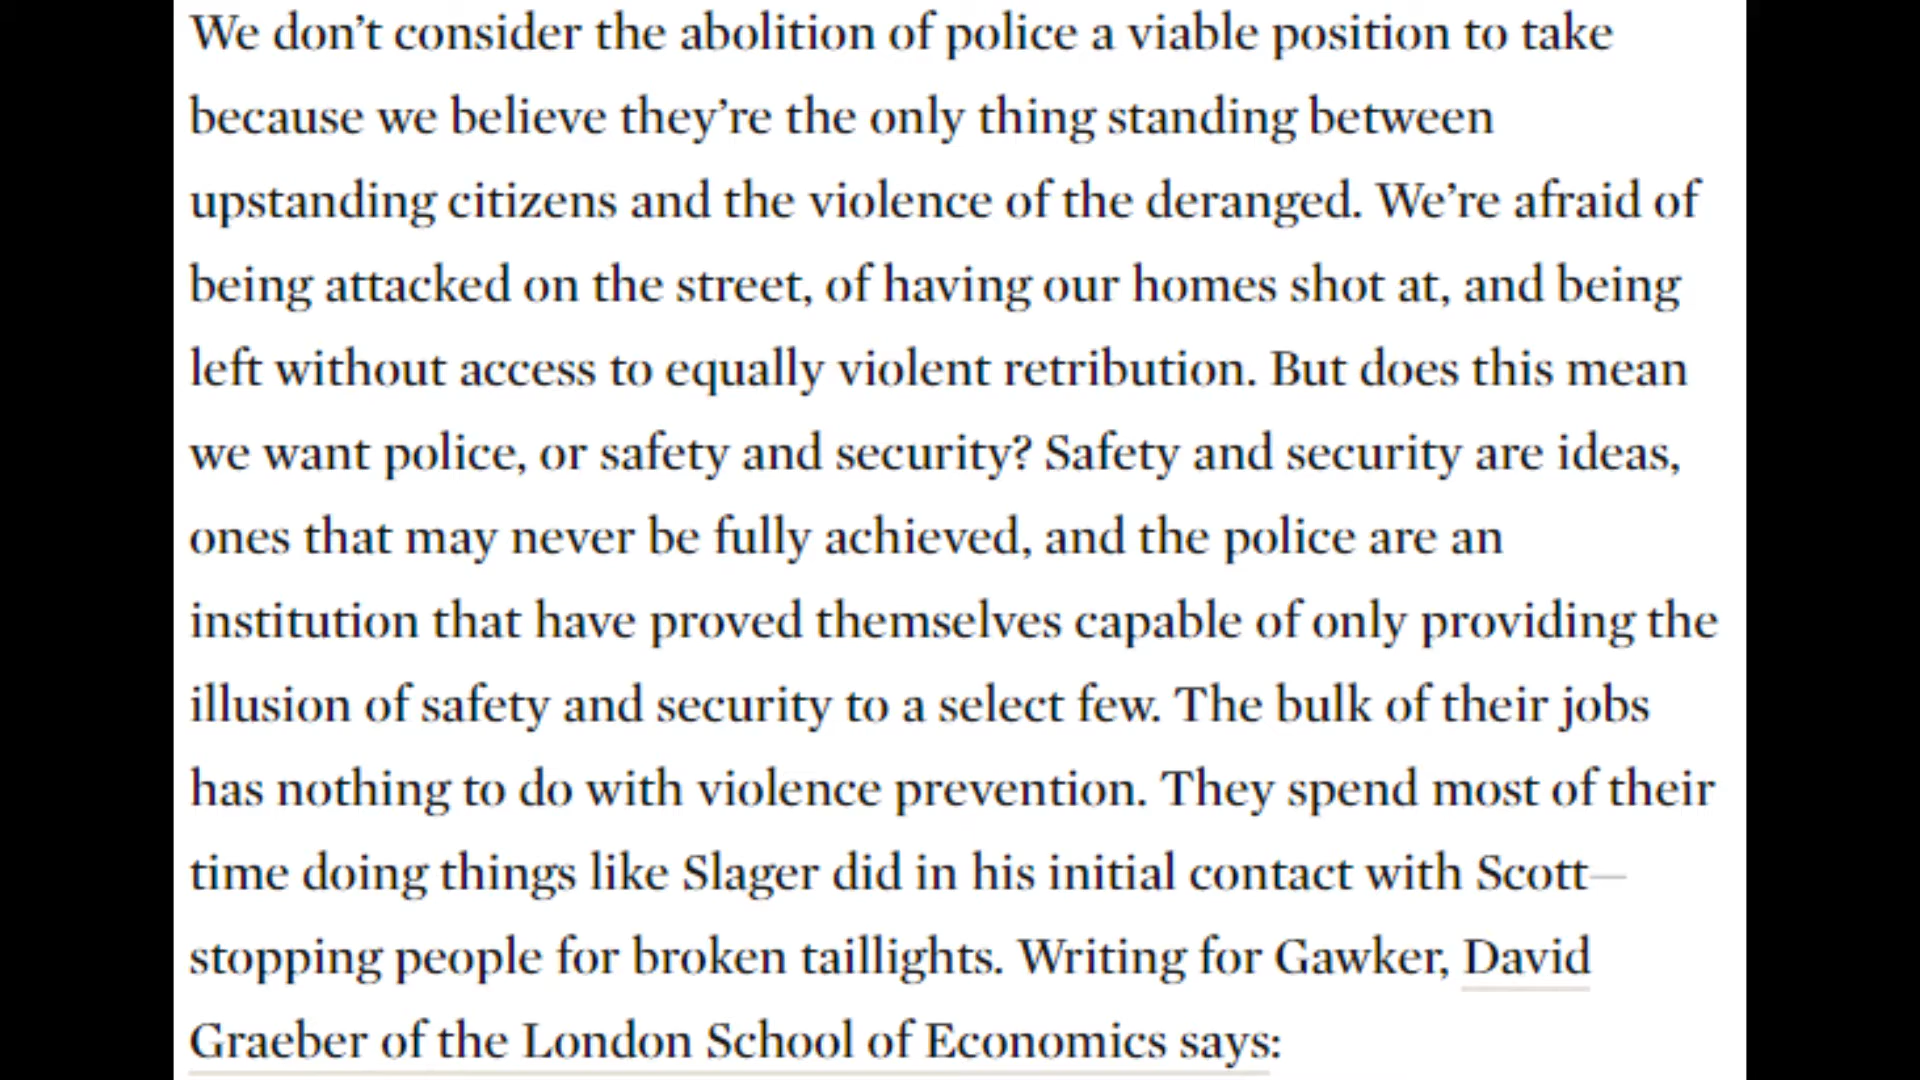 We don’t consider the abolition of police a viable position to take
because we believe they’re the only thing standing between
upstanding citizens and the violence of the deranged. We’re afraid of
being attacked on the street, of having our homes shot at, and being
left without access to equally violent retribution. But does this mean
we want police, or safety and security? Safety and security are ideas,
ones that may never be fully achieved, and the police are an
institution that have proved themselves capable of only providing the
illusion of safety and security to a select few. The bulk of their jobs
has nothing to do with violence prevention. They spend most of their
time doing things like Slager did in his initial contact with Scott—
stopping people for broken taillights. Writing for Gawker, David
Graeber of the London School of Economics says: